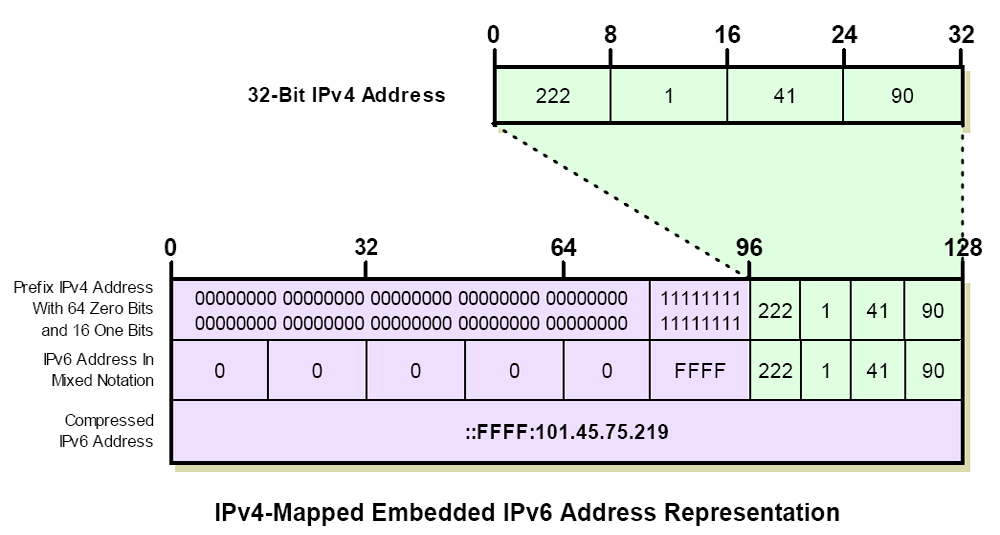 0 8 16 24 32
32-Bit IPv4 Address 222 1 41 90
0 32 64 96 128
Prefix IPv4 Address
With 64 Zero Bits
and 16 One Bits
00000000 00000000 00000000 00000000 00000000
00000000 00000000 00000000 00000000 00000000
11111111
11111111
222 1 41 90
IPv6 Address In
Mixed Notation
0 0 0 0 0 FFFF 222 1 41 90
Compressed
IPv6 Address
::FFFF:101.45.75.219
IPv4-Mapped Embedded IPv6 Address Representation